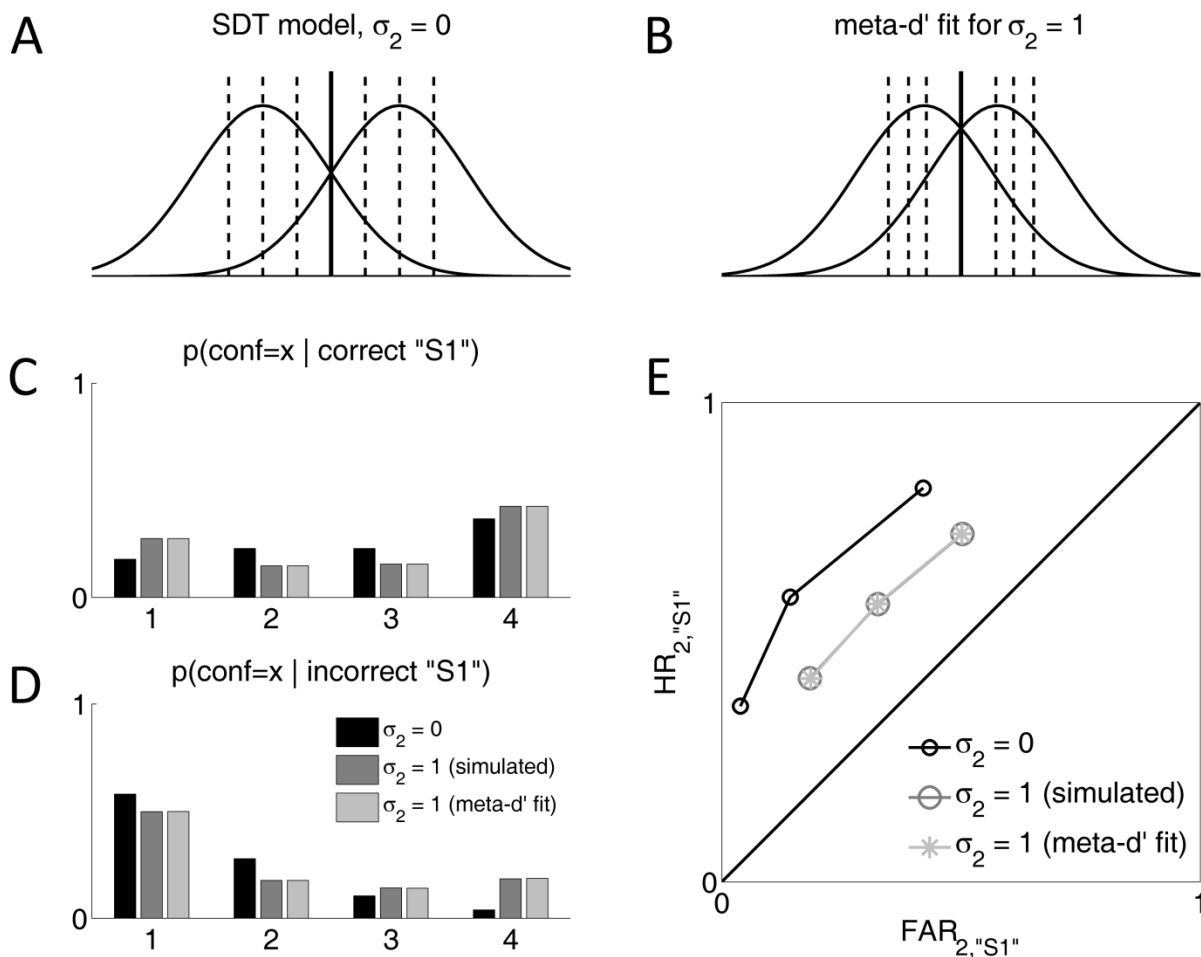 A
SDT model, σ₂ = 0
B
meta-d' fit for σ₂ = 1
C
p(conf=x | correct "S1")
1
0
1 2 3 4
D
p(conf=x | incorrect "S1")
1
0
1 2 3 4
σ₂ = 0
σ₂ = 1 (simulated)
σ₂ = 1 (meta-d' fit)
E
1
0
HR₂,"S1"
0 1
FAR₂,"S1"
σ₂ = 0
σ₂ = 1 (simulated)
σ₂ = 1 (meta-d' fit)